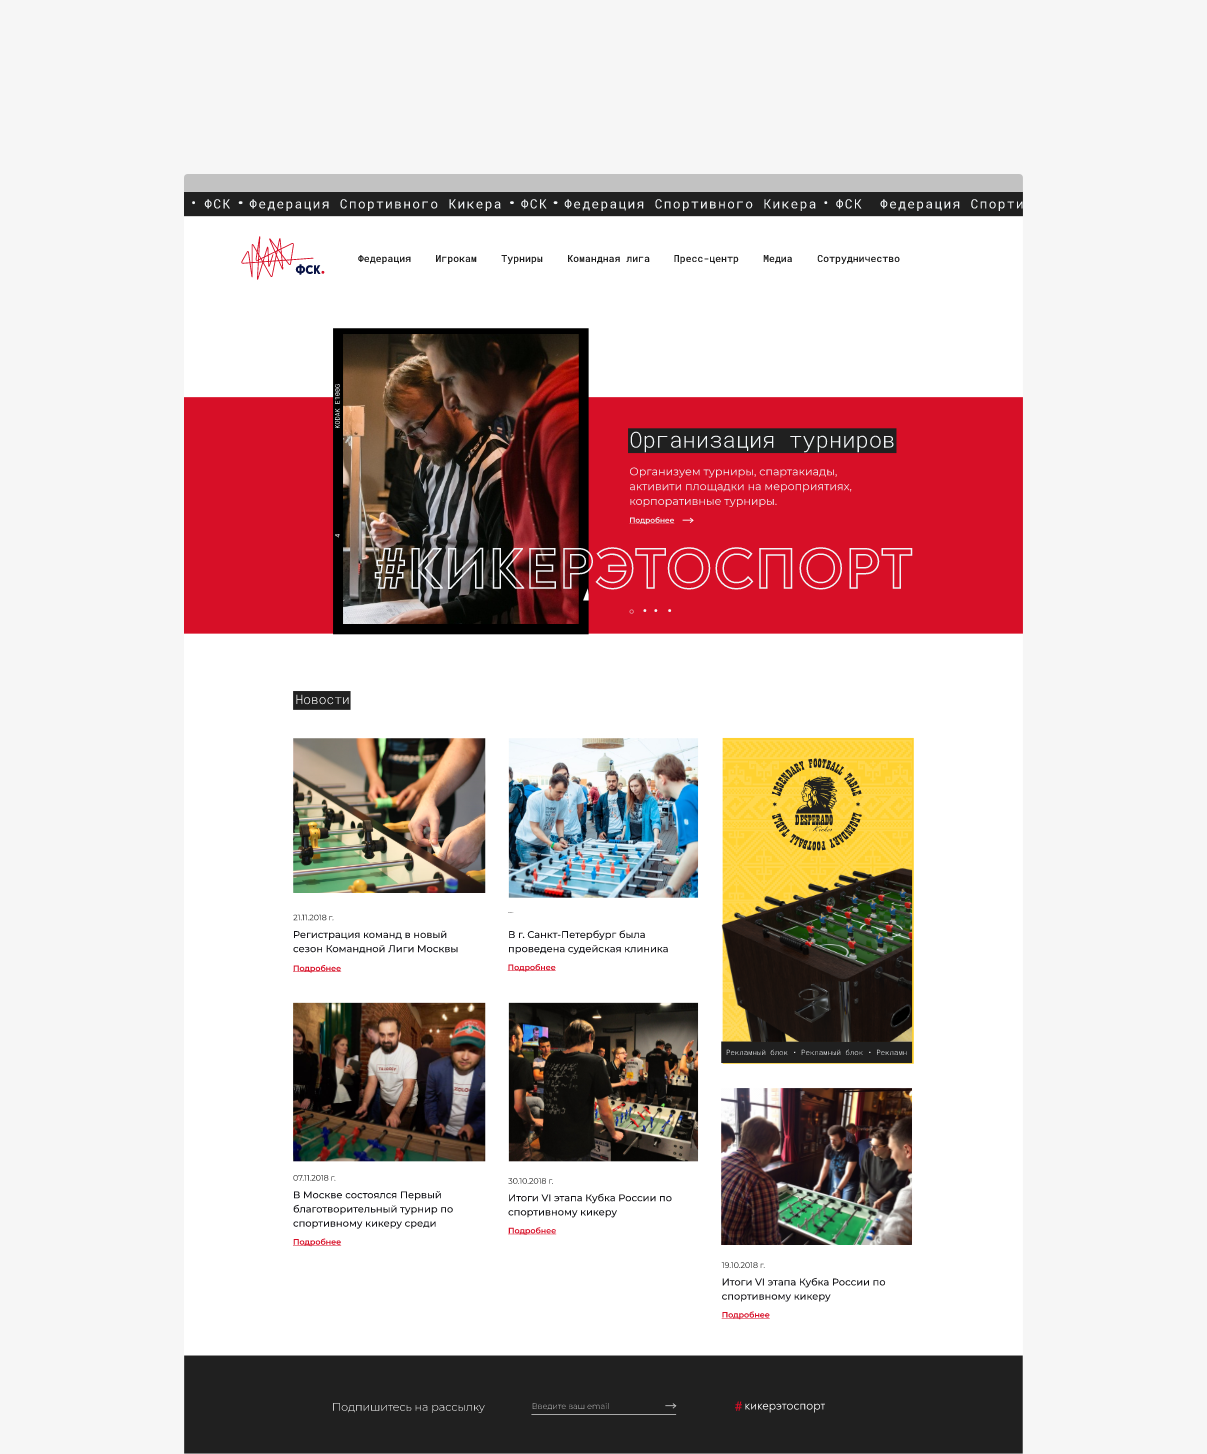 • ФСК • Федерация Спортивного Кикера • ФСК • Федерация Спортивного Кикера • ФСК Федерация Спорти
ФСК.
Федерация Игрокам Турниры Командная лига Пресс-центр Медиа Сотрудничество
KODAK E100G
4
Организация турниров
Организуем турниры, спартакиады,
активити площадки на мероприятиях,
корпоративные турниры.
Подробнее →
#КИКЕРЭТОСПОРТ
Новости
21.11.2018 г.
Регистрация команд в новый
сезон Командной Лиги Москвы
Подробнее
—
В г. Санкт-Петербург была
проведена судейская клиника
Подробнее
LEGENDARY FOOTBALL TABLE
DESPERADO
Kicker
LEGENDARY FOOTBALL TABLE
Рекламный блок • Рекламный блок • Рекламн
07.11.2018 г.
В Москве состоялся Первый
благотворительный турнир по
спортивному кикеру среди
Подробнее
30.10.2018 г.
Итоги VI этапа Кубка России по
спортивному кикеру
Подробнее
19.10.2018 г.
Итоги VI этапа Кубка России по
спортивному кикеру
Подробнее
Подпишитесь на рассылку
Введите ваш email →
#кикерэтоспорт